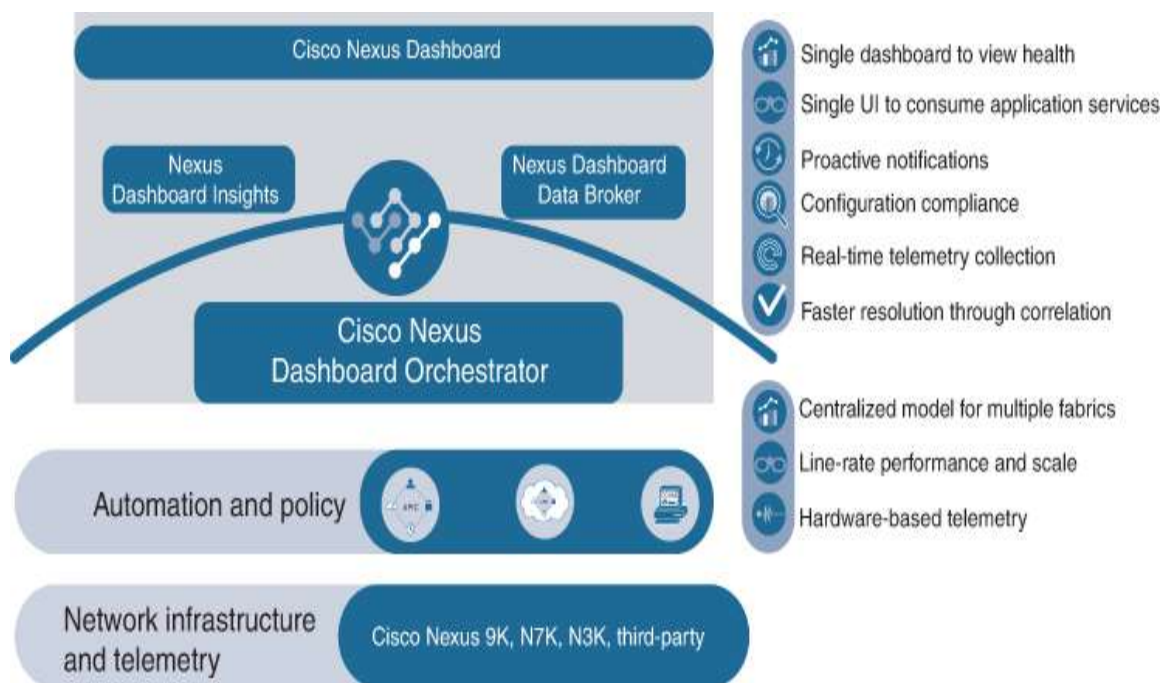 Cisco Nexus Dashboard
Nexus
Dashboard Insights
Nexus Dashboard
Data Broker
Cisco Nexus
Dashboard Orchestrator
Automation and policy
APIC
Network infrastructure
and telemetry
Cisco Nexus 9K, N7K, N3K, third-party
Single dashboard to view health
Single UI to consume application services
Proactive notifications
Configuration compliance
Real-time telemetry collection
Faster resolution through correlation
Centralized model for multiple fabrics
Line-rate performance and scale
Hardware-based telemetry